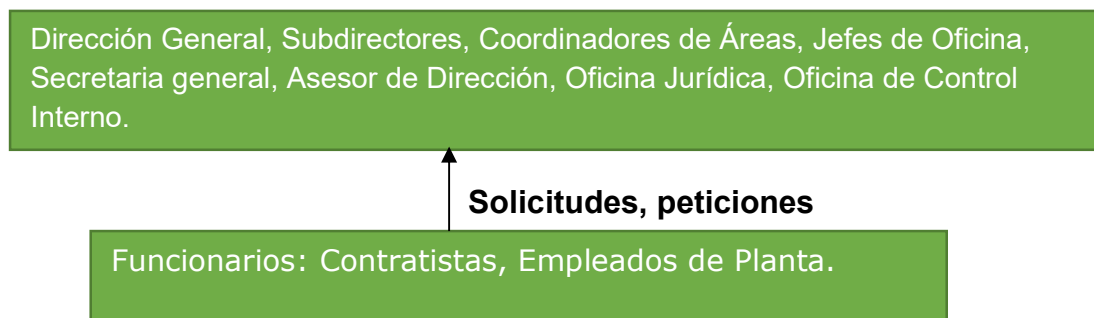 Dirección General, Subdirectores, Coordinadores de Áreas, Jefes de Oficina,
Secretaria general, Asesor de Dirección, Oficina Jurídica, Oficina de Control
Interno.
Solicitudes, peticiones
Funcionarios: Contratistas, Empleados de Planta.